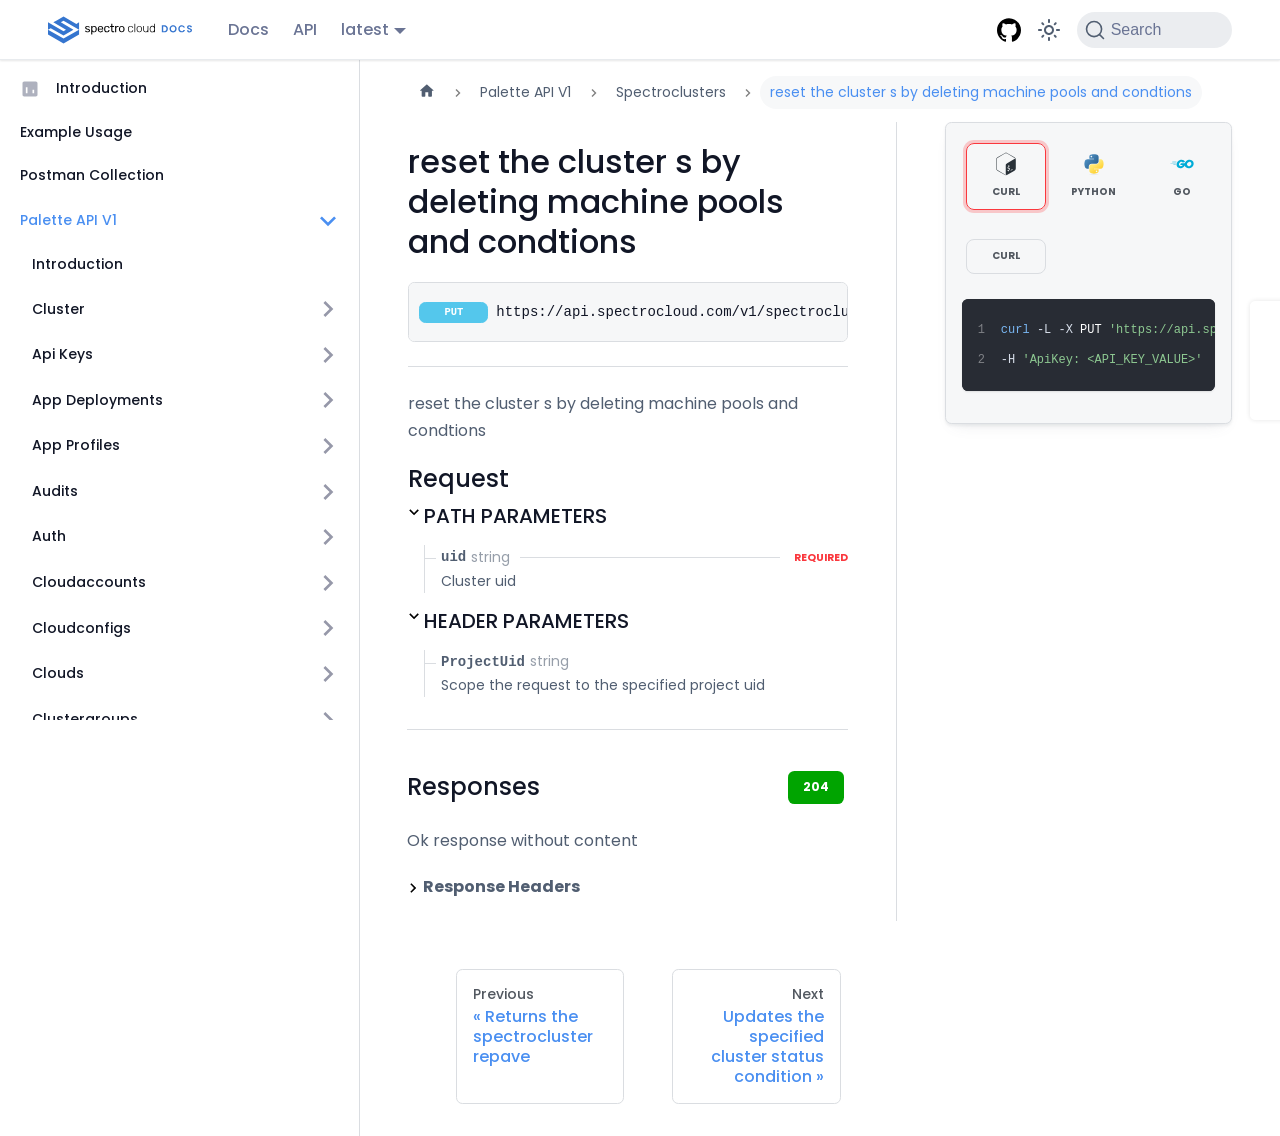 spectro cloud DOCS
Docs
API
latest
Search
Introduction
Example Usage
Postman Collection
Palette API V1
Introduction
Cluster
Api Keys
App Deployments
App Profiles
Audits
Auth
Cloudaccounts
Cloudconfigs
Clouds
Clustergroups
Palette API V1
Spectroclusters
reset the cluster s by deleting machine pools and condtions
reset the cluster s by
deleting machine pools
and condtions
PUT https://api.spectrocloud.com/v1/spectroclu
reset the cluster s by deleting machine pools and
condtions
Request
PATH PARAMETERS
uid string REQUIRED
Cluster uid
HEADER PARAMETERS
ProjectUid string
Scope the request to the specified project uid
Responses
204
Ok response without content
Response Headers
Previous
« Returns the
spectrocluster
repave
Next
Updates the
specified
cluster status
condition »
CURL
PYTHON
GO
CURL
1 curl -L -X PUT 'https://api.sp
2 -H 'ApiKey: <API_KEY_VALUE>'